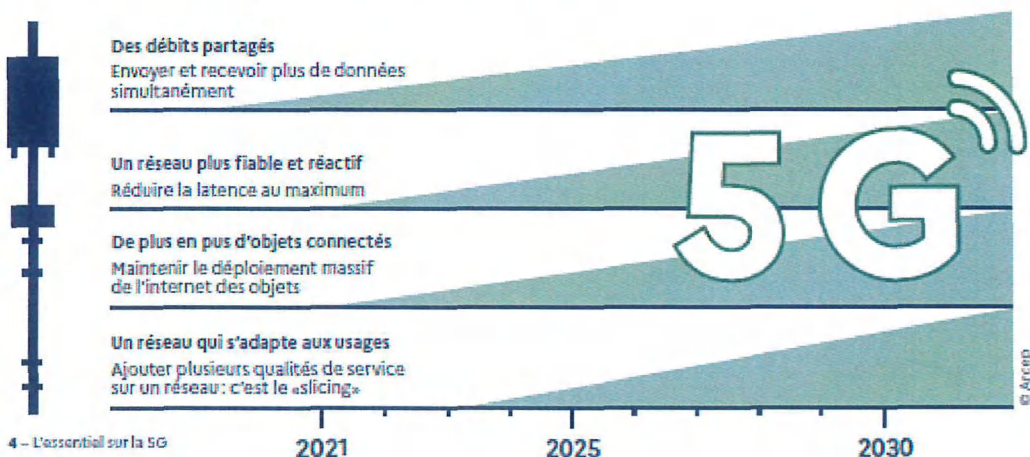 Des débits partagés
Envoyer et recevoir plus de données
simultanément
Un réseau plus fiable et réactif
Réduire la latence au maximum
De plus en pus d'objets connectés
Maintenir le déploiement massif
de l'internet des objets
Un réseau qui s'adapte aux usages
Ajouter plusieurs qualités de service
sur un réseau : c'est le «slicing»
5G
© Arcep
2021
2025
2030
4 – L'essentiel sur la 5G